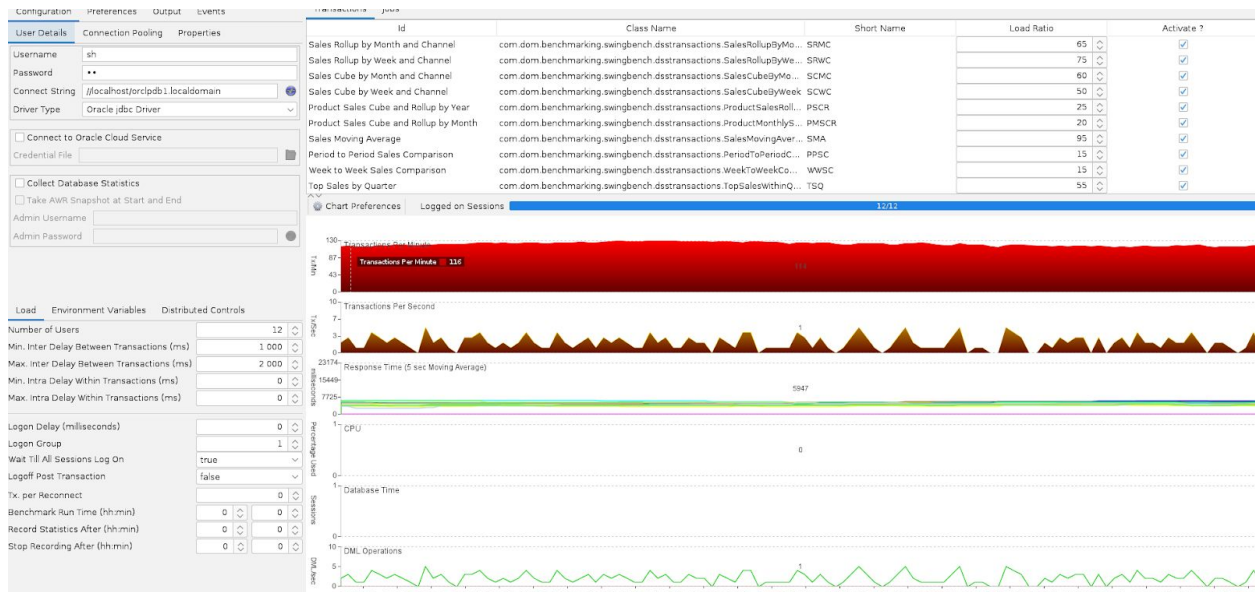 Configuration Preferences Output Events
User Details Connection Pooling Properties
Username sh
Password ••
Connect String //localhost/orclpdb1.localdomain
Driver Type Oracle jdbc Driver
Connect to Oracle Cloud Service
Credential File
Collect Database Statistics
Take AWR Snapshot at Start and End
Admin Username
Admin Password
Load Environment Variables Distributed Controls
Number of Users 12
Min. Inter Delay Between Transactions (ms) 1 000
Max. Inter Delay Between Transactions (ms) 2 000
Min. Intra Delay Within Transactions (ms) 0
Max. Intra Delay Within Transactions (ms) 0
Logon Delay (milliseconds) 0
Logon Group 1
Wait Till All Sessions Log On true
Logoff Post Transaction false
Tx. per Reconnect 0
Benchmark Run Time (hh:min) 0 0
Record Statistics After (hh:min) 0 0
Stop Recording After (hh:min) 0 0
Transactions Jobs
Id Class Name Short Name Load Ratio Activate ?
Sales Rollup by Month and Channel com.dom.benchmarking.swingbench.dsstransactions.SalesRollupByMo... SRMC 65
Sales Rollup by Week and Channel com.dom.benchmarking.swingbench.dsstransactions.SalesRollupByWe... SRWC 75
Sales Cube by Month and Channel com.dom.benchmarking.swingbench.dsstransactions.SalesCubeByMo... SCMC 60
Sales Cube by Week and Channel com.dom.benchmarking.swingbench.dsstransactions.SalesCubeByWeek SCWC 50
Product Sales Cube and Rollup by Year com.dom.benchmarking.swingbench.dsstransactions.ProductSalesRoll... PSCR 25
Product Sales Cube and Rollup by Month com.dom.benchmarking.swingbench.dsstransactions.ProductMonthlyS... PMSCR 20
Sales Moving Average com.dom.benchmarking.swingbench.dsstransactions.SalesMovingAver... SMA 95
Period to Period Sales Comparison com.dom.benchmarking.swingbench.dsstransactions.PeriodToPeriodC... PPSC 15
Week to Week Sales Comparison com.dom.benchmarking.swingbench.dsstransactions.WeekToWeekCo... WWSC 15
Top Sales by Quarter com.dom.benchmarking.swingbench.dsstransactions.TopSalesWithinQ... TSQ 55
Chart Preferences Logged on Sessions 12/12
Transactions Per Minute
Tx/Min
130
87
43
0
Transactions Per Minute 116
Transactions Per Second
Tx/Sec
10
7
3
0
1
Response Time (5 sec Moving Average)
milliseconds
23174
15449
7725
0
5947
CPU
Percentage Used
1
0
0
Database Time
Sessions
1
0
DML Operations
DML/sec
10
5
0
1